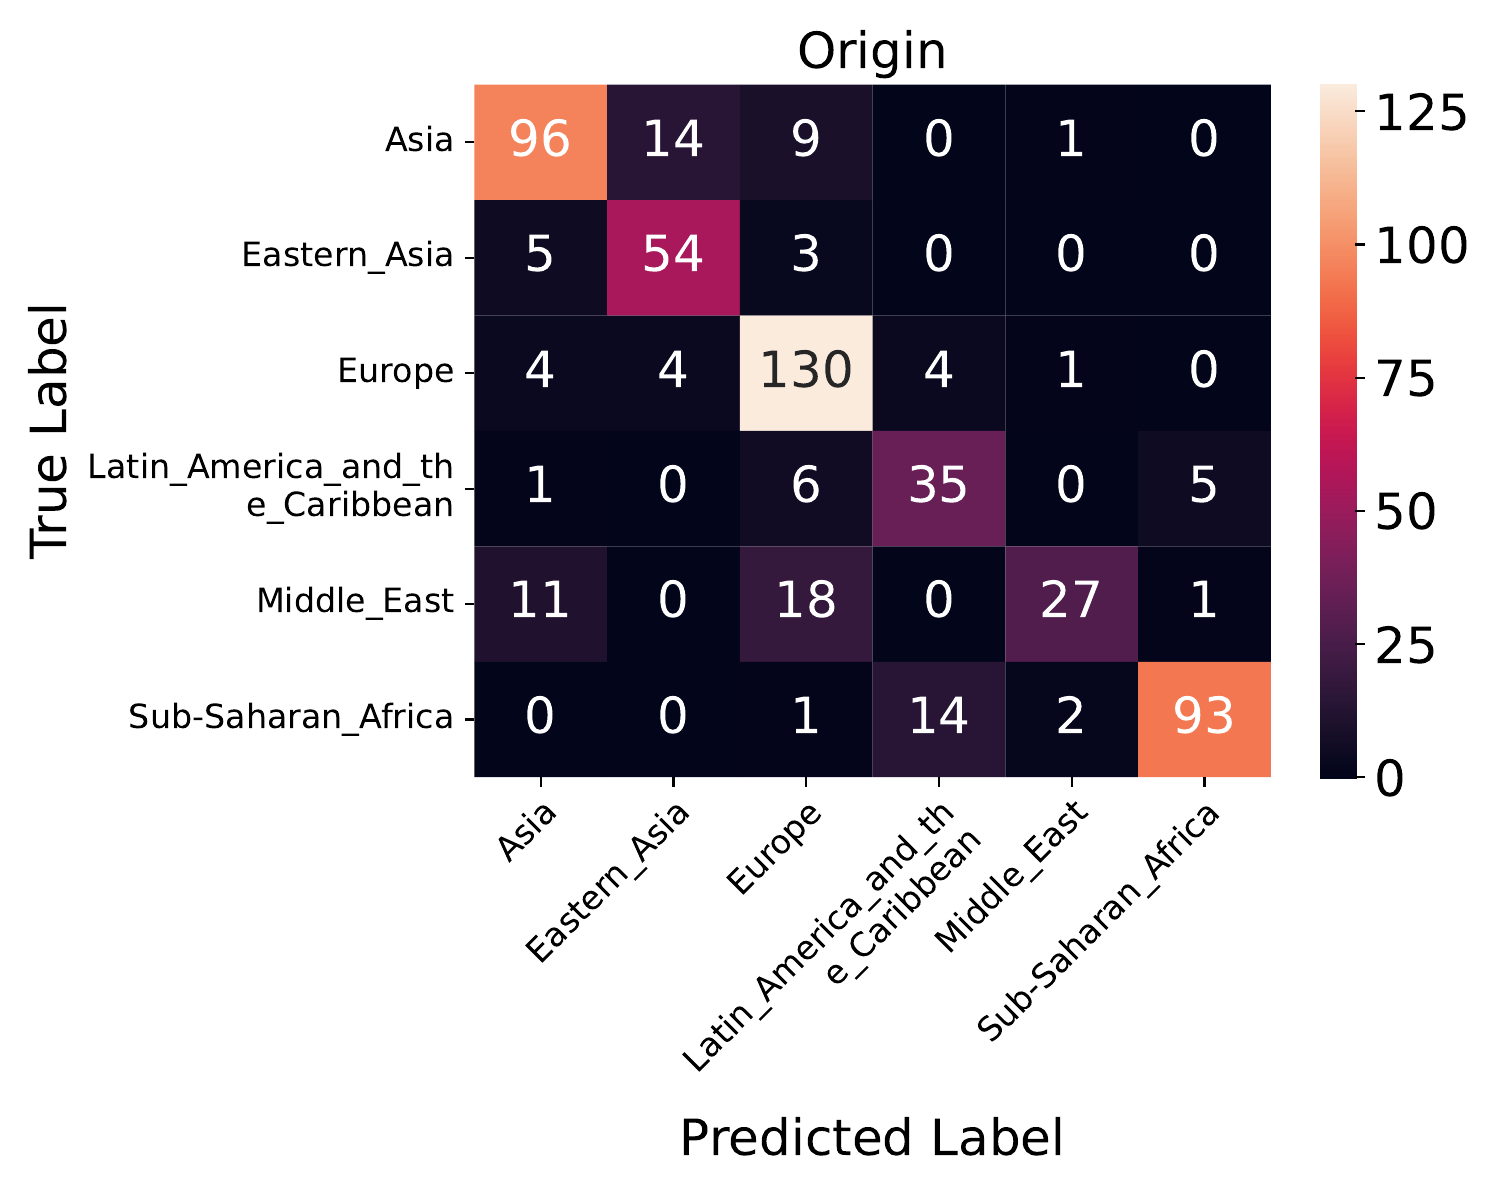 Origin
Asia 96 14 9 0 1 0
Eastern_Asia 5 54 3 0 0 0
Europe 4 4 130 4 1 0
Latin_America_and_th
e_Caribbean 1 0 6 35 0 5
Middle_East 11 0 18 0 27 1
Sub-Saharan_Africa 0 0 1 14 2 93
True Label
Asia
Eastern_Asia
Europe
Latin_America_and_th
e_Caribbean
Middle_East
Sub-Saharan_Africa
Predicted Label
125
100
75
50
25
0